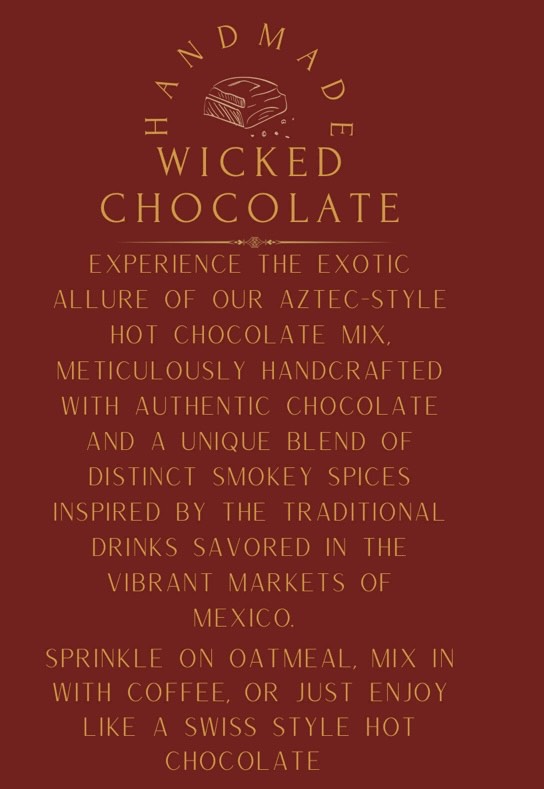 HANDMADE
WICKED
CHOCOLATE
EXPERIENCE THE EXOTIC
ALLURE OF OUR AZTEC-STYLE
HOT CHOCOLATE MIX,
METICULOUSLY HANDCRAFTED
WITH AUTHENTIC CHOCOLATE
AND A UNIQUE BLEND OF
DISTINCT SMOKEY SPICES
INSPIRED BY THE TRADITIONAL
DRINKS SAVORED IN THE
VIBRANT MARKETS OF
MEXICO.
SPRINKLE ON OATMEAL, MIX IN
WITH COFFEE, OR JUST ENJOY
LIKE A SWISS STYLE HOT
CHOCOLATE